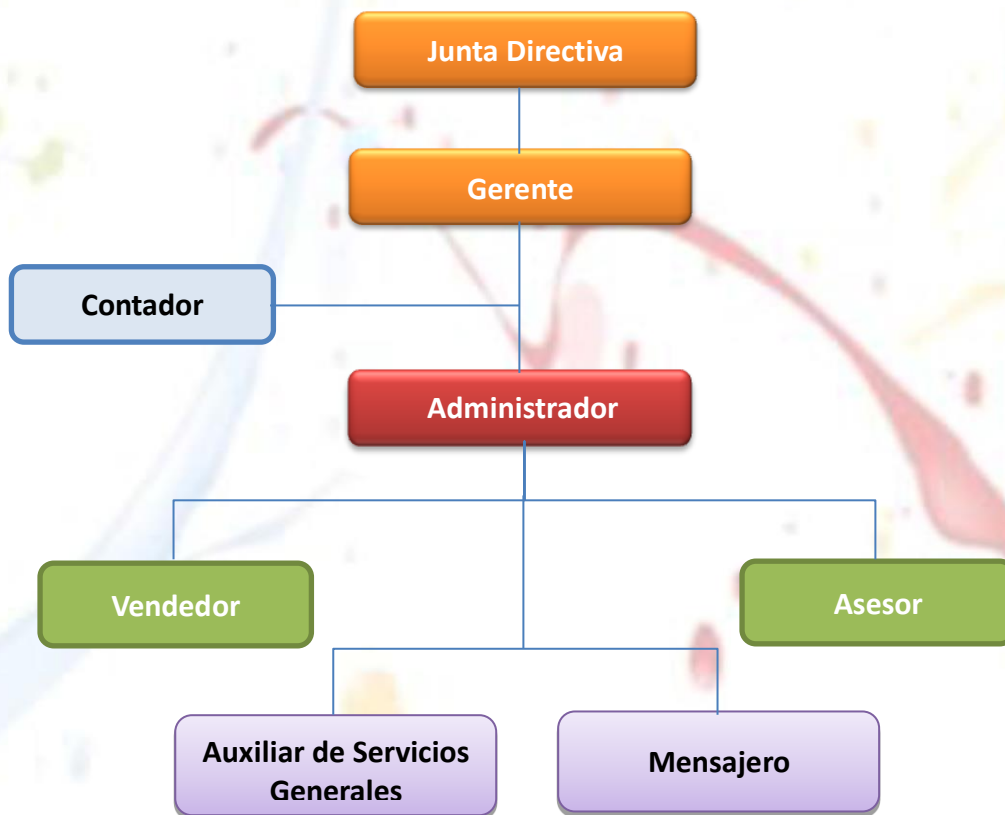 Junta Directiva
Gerente
Contador
Administrador
Vendedor
Asesor
Auxiliar de Servicios
Generales
Mensajero